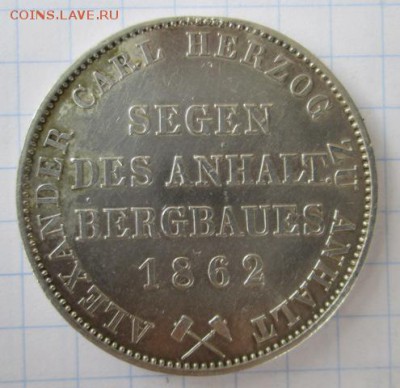 COINS.LAVE.RU
ALEXANDER CARL HERZOG ZU ANHALT
SEGEN
DES ANHALT.
BERGBAUES
1862